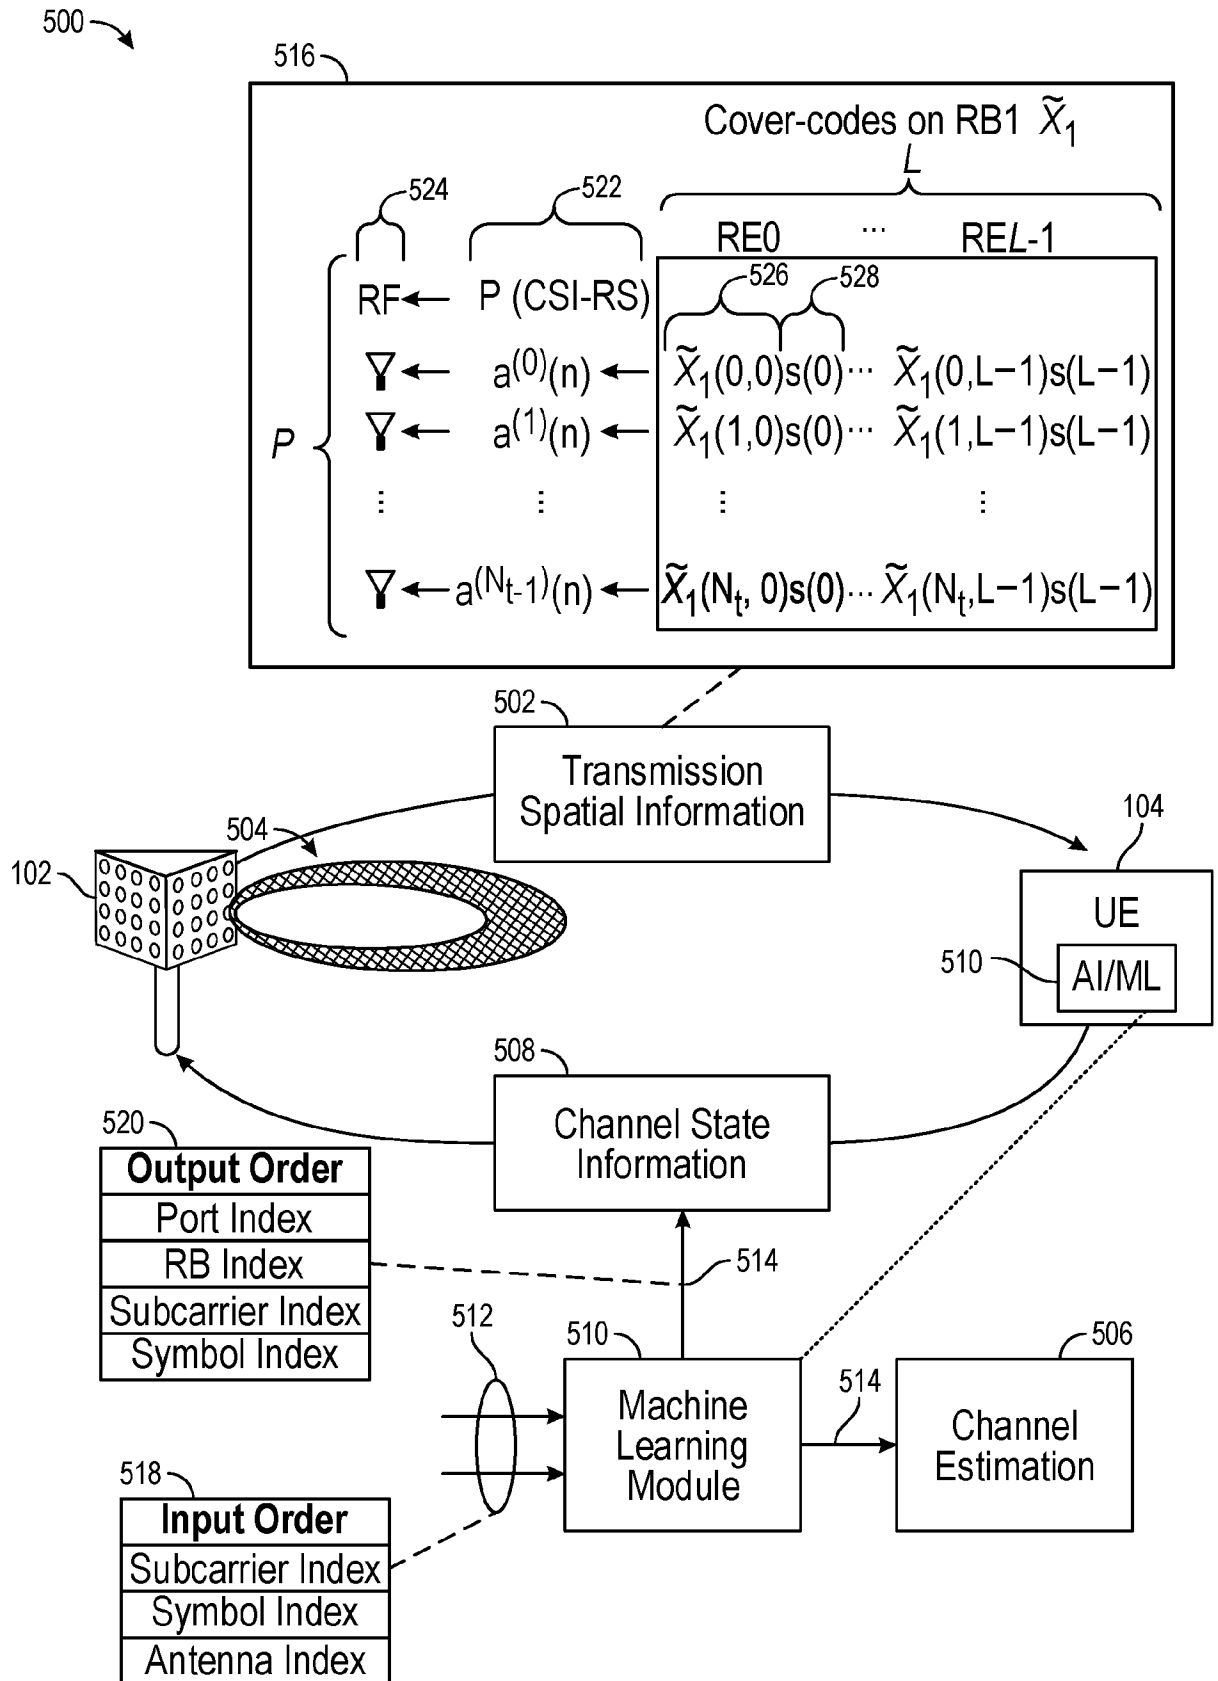 500
516
Cover-codes on RB1 X̃₁
L
524
522
RE0 ··· REL-1
526
528
RF P (CSI-RS)
a⁽⁰⁾(n) X̃₁(0,0)s(0)··· X̃₁(0,L−1)s(L−1)
P
a⁽¹⁾(n) X̃₁(1,0)s(0)··· X̃₁(1,L−1)s(L−1)
⋮ ⋮ ⋮ ⋮
a^(N_t-1)(n) X̃₁(N_t, 0)s(0)··· X̃₁(N_t,L−1)s(L−1)
502
Transmission
Spatial Information
504
102
104
UE
510
AI/ML
508
Channel State
Information
520
Output Order
Port Index
RB Index
Subcarrier Index
Symbol Index
514
512
510
Machine
Learning
Module
514
506
Channel
Estimation
518
Input Order
Subcarrier Index
Symbol Index
Antenna Index